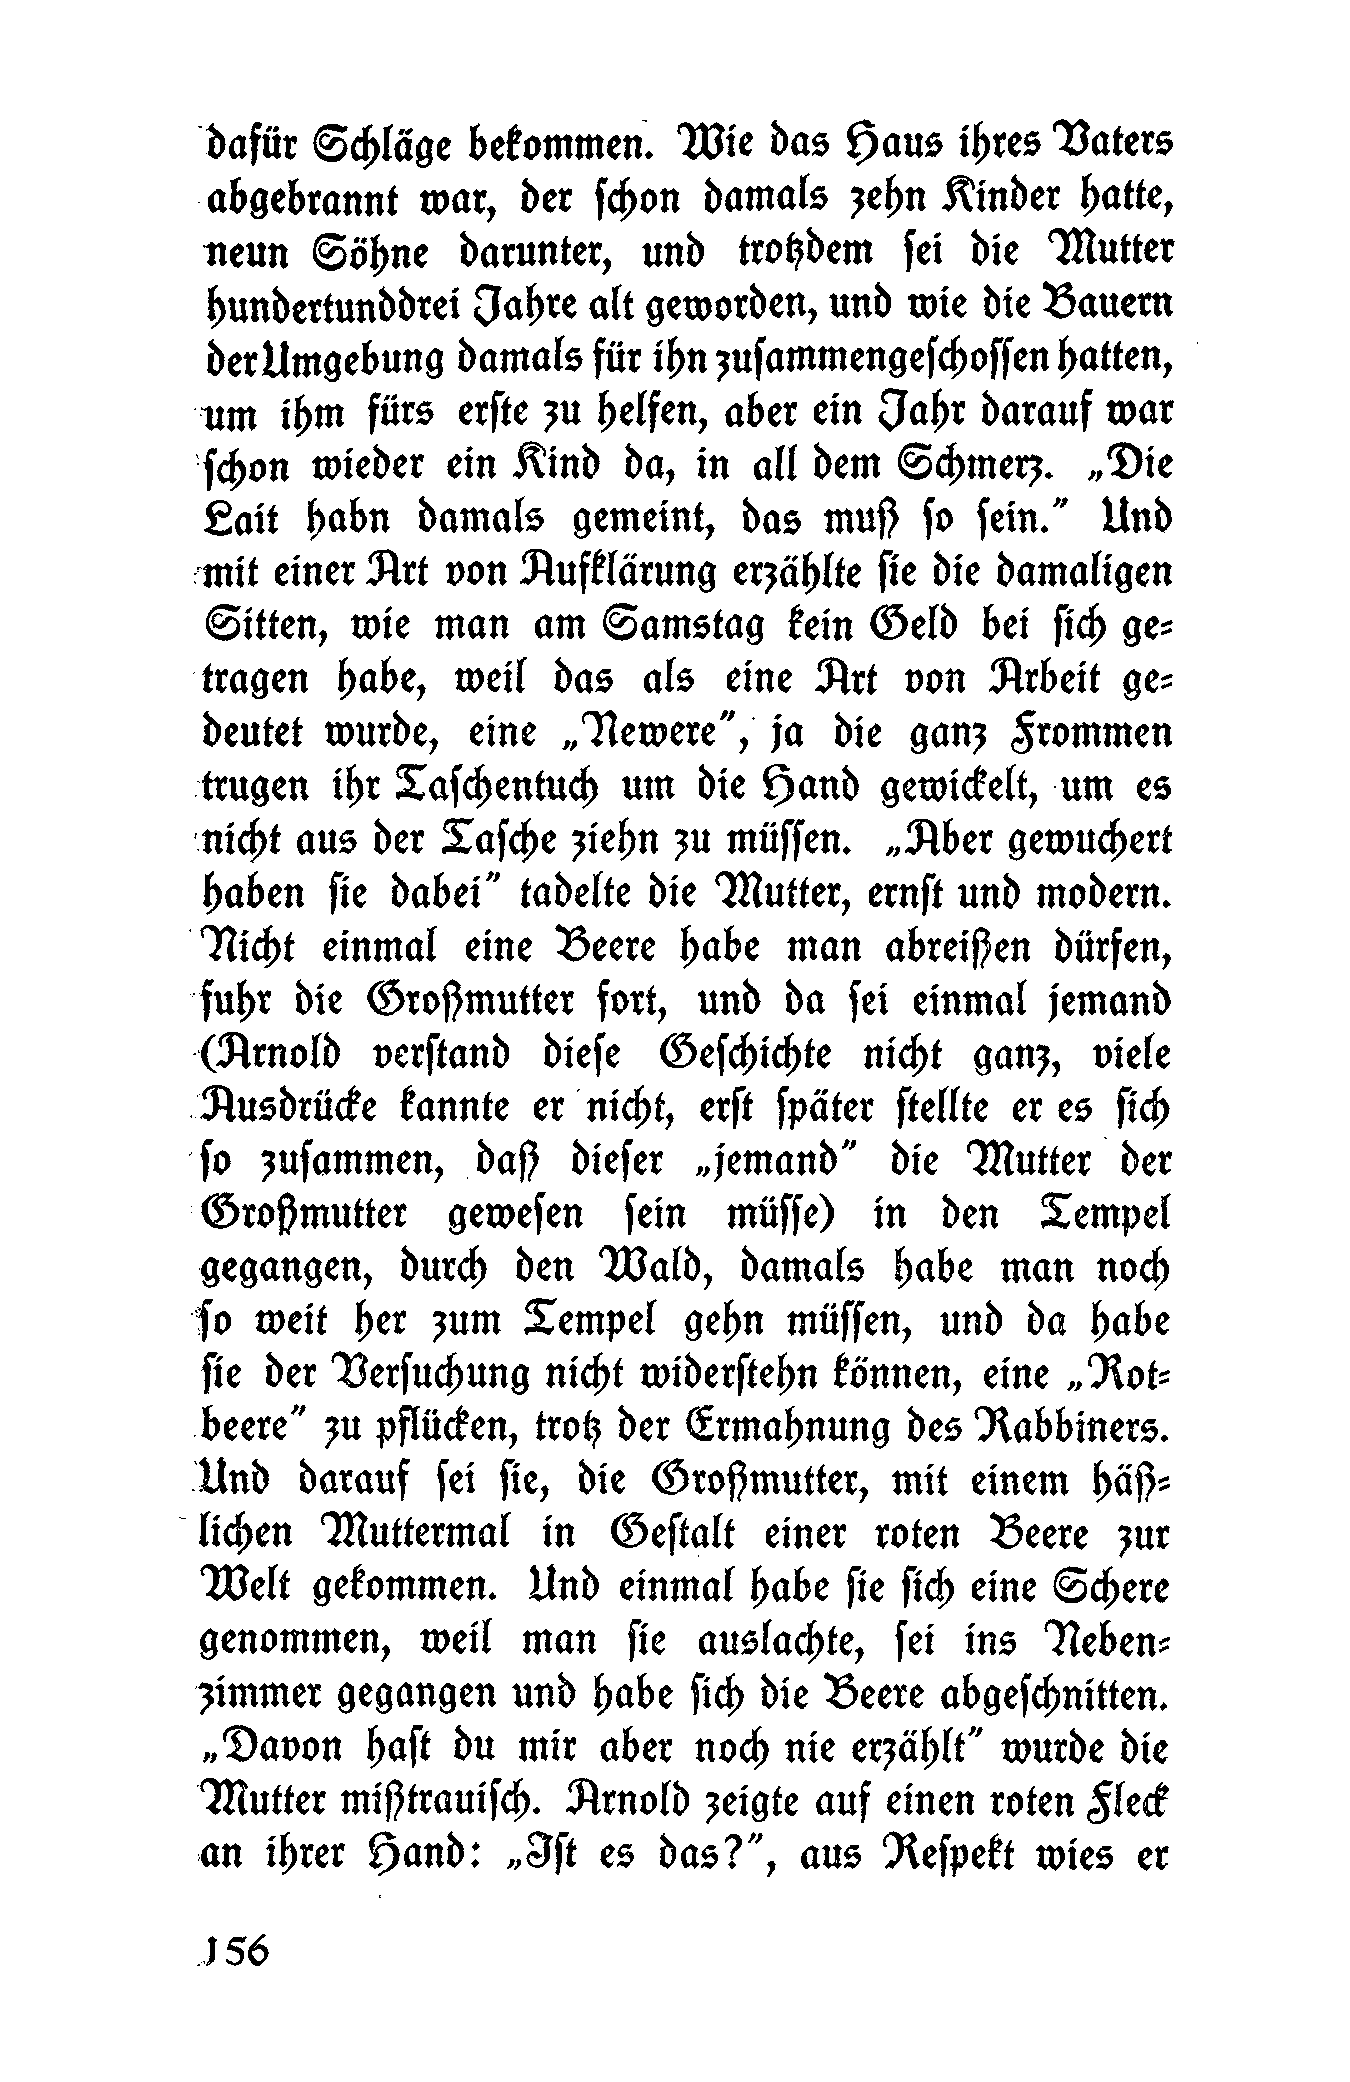 dafür Schläge bekommen. Wie das Haus ihres Vaters
abgebrannt war, der schon damals zehn Kinder hatte,
neun Söhne darunter, und trotzdem sei die Mutter
hundertunddrei Jahre alt geworden, und wie die Bauern
der Umgebung damals für ihn zusammengeschossen hatten,
um ihm fürs erste zu helfen, aber ein Jahr darauf war
schon wieder ein Kind da, in all dem Schmerz. „Die
Lait habn damals gemeint, das muß so sein.“ Und
mit einer Art von Aufklärung erzählte sie die damaligen
Sitten, wie man am Samstag kein Geld bei sich ge-
tragen habe, weil das als eine Art von Arbeit ge-
deutet wurde, eine „Newere“, ja die ganz Frommen
trugen ihr Taschentuch um die Hand gewickelt, um es
nicht aus der Tasche ziehn zu müssen. „Aber gewuchert
haben sie dabei“ tadelte die Mutter, ernst und modern.
Nicht einmal eine Beere habe man abreißen dürfen,
fuhr die Großmutter fort, und da sei einmal jemand
(Arnold verstand diese Geschichte nicht ganz, viele
Ausdrücke kannte er nicht, erst später stellte er es sich
so zusammen, daß dieser „jemand“ die Mutter der
Großmutter gewesen sein müsse) in den Tempel
gegangen, durch den Wald, damals habe man noch
so weit her zum Tempel gehn müssen, und da habe
sie der Versuchung nicht widerstehn können, eine „Rot-
beere“ zu pflücken, trotz der Ermahnung des Rabbiners.
Und darauf sei sie, die Großmutter, mit einem häß-
lichen Muttermal in Gestalt einer roten Beere zur
Welt gekommen. Und einmal habe sie sich eine Schere
genommen, weil man sie auslachte, sei ins Neben-
zimmer gegangen und habe sich die Beere abgeschnitten.
„Davon hast du mir aber noch nie erzählt“ wurde die
Mutter mißtrauisch. Arnold zeigte auf einen roten Fleck
an ihrer Hand: „Ist es das?“, aus Respekt wies er
156